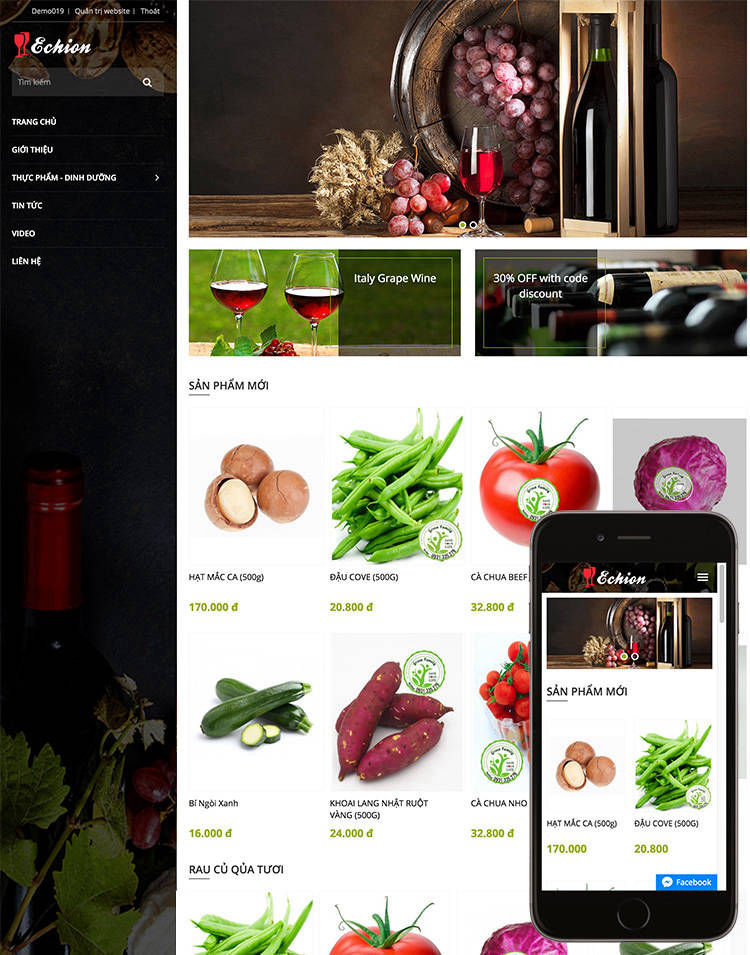 Demo019 | Quản trị website | Thoát
Echion
Tìm kiếm
TRANG CHỦ
GIỚI THIỆU
THỰC PHẨM - DINH DƯỠNG
TIN TỨC
VIDEO
LIÊN HỆ
Italy Grape Wine
30% OFF with code
discount
SẢN PHẨM MỚI
HẠT MẮC CA (500g)
ĐẬU COVE (500G)
CÀ CHUA BEEF
170.000 đ
20.800 đ
32.800 đ
Bí Ngòi Xanh
KHOAI LANG NHẬT RUỘT
VÀNG (500G)
CÀ CHUA NHO
16.000 đ
24.000 đ
32.800 đ
RAU CỦ QỦA TƯƠI
Echion
SẢN PHẨM MỚI
HẠT MẮC CA (500g)
ĐẬU COVE (500G)
170.000
20.800
Facebook